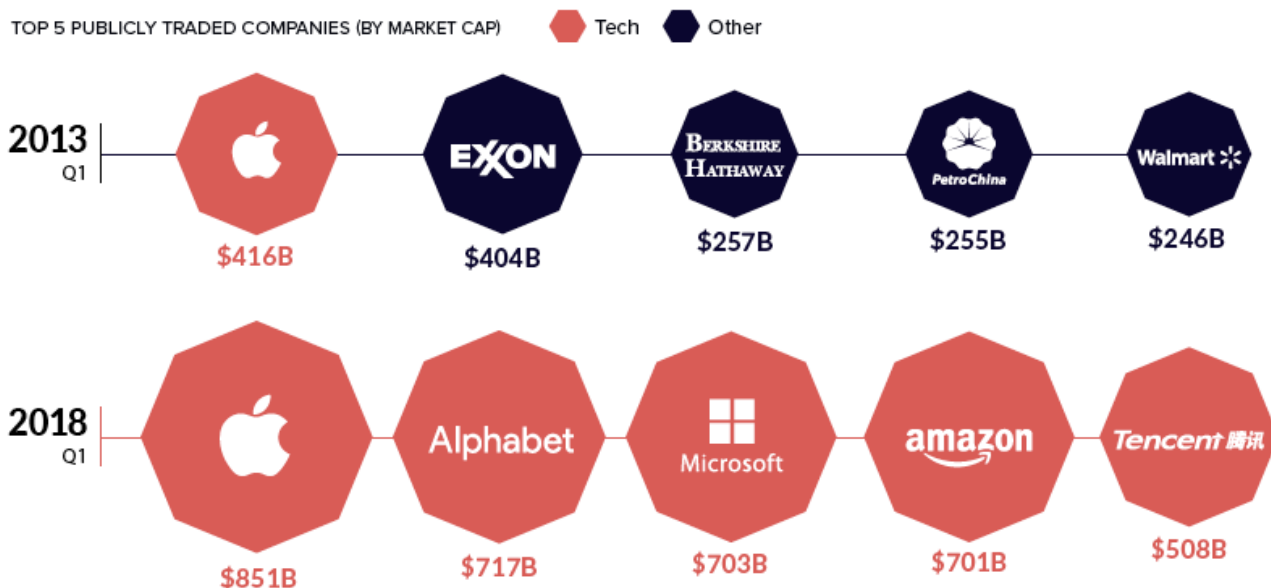 TOP 5 PUBLICLY TRADED COMPANIES (BY MARKET CAP) Tech Other
2013
Q1
EXXON
BERKSHIRE
HATHAWAY
PetroChina
Walmart
$416B
$404B
$257B
$255B
$246B
2018
Q1
Alphabet
Microsoft
amazon
Tencent 腾讯
$851B
$717B
$703B
$701B
$508B